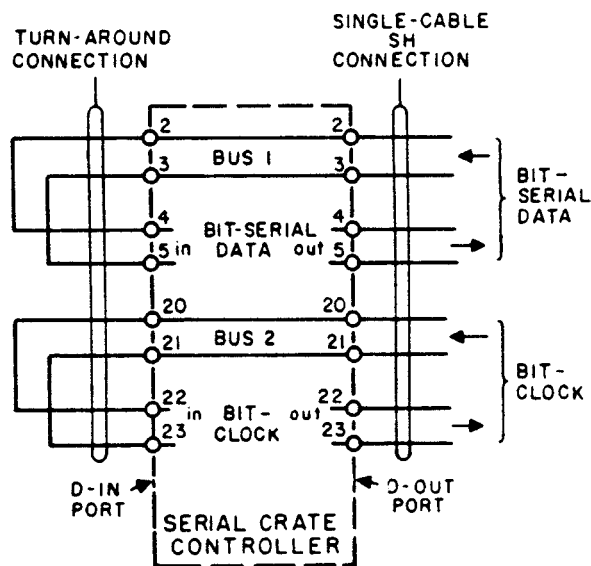 TURN-AROUND
CONNECTION
SINGLE-CABLE
SH
CONNECTION
2 2
BUS 1
3 3
BIT-
SERIAL
DATA
4 BIT-SERIAL 4
5 in DATA out 5
20 20
BUS 2
21 21
BIT-
CLOCK
22 in BIT- out 22
23 CLOCK 23
D-IN
PORT
D-OUT
PORT
SERIAL CRATE
CONTROLLER